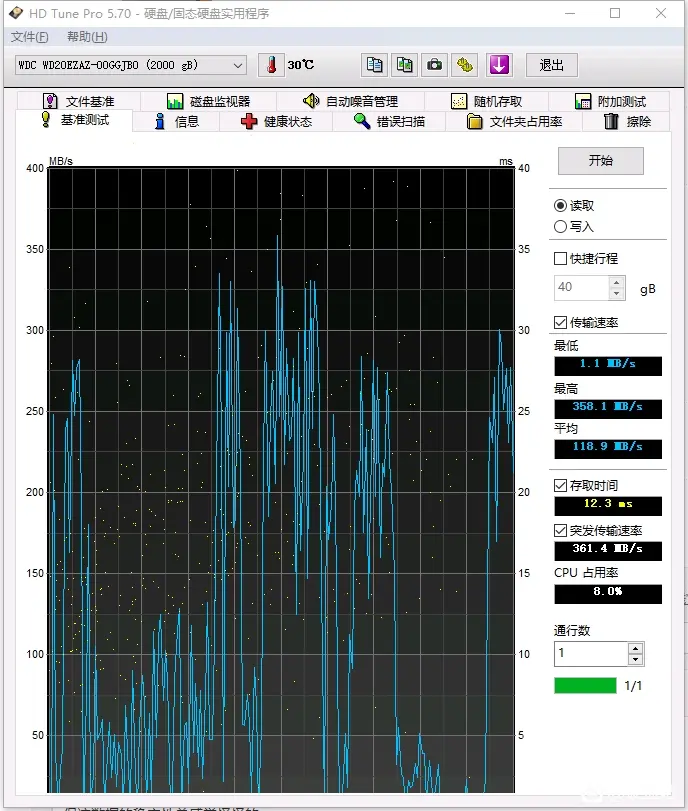 HD Tune Pro 5.70 - 硬盘/固态硬盘实用程序
文件(F) 帮助(H)
WDC WD20EZAZ-00GGJB0 (2000 gB) 30℃ 退出
文件基准 磁盘监视器 自动噪音管理 随机存取 附加测试
基准测试 信息 健康状态 错误扫描 文件夹占用率 擦除
MB/s ms
400 40
350 35
300 30
250 25
200 20
150 15
100 10
50 5
开始
读取
写入
快捷行程
40 gB
传输速率
最低
1.1 MB/s
最高
358.1 MB/s
平均
118.9 MB/s
存取时间
12.3 ms
突发传输速率
361.4 MB/s
CPU 占用率
8.0%
通行数
1
1/1